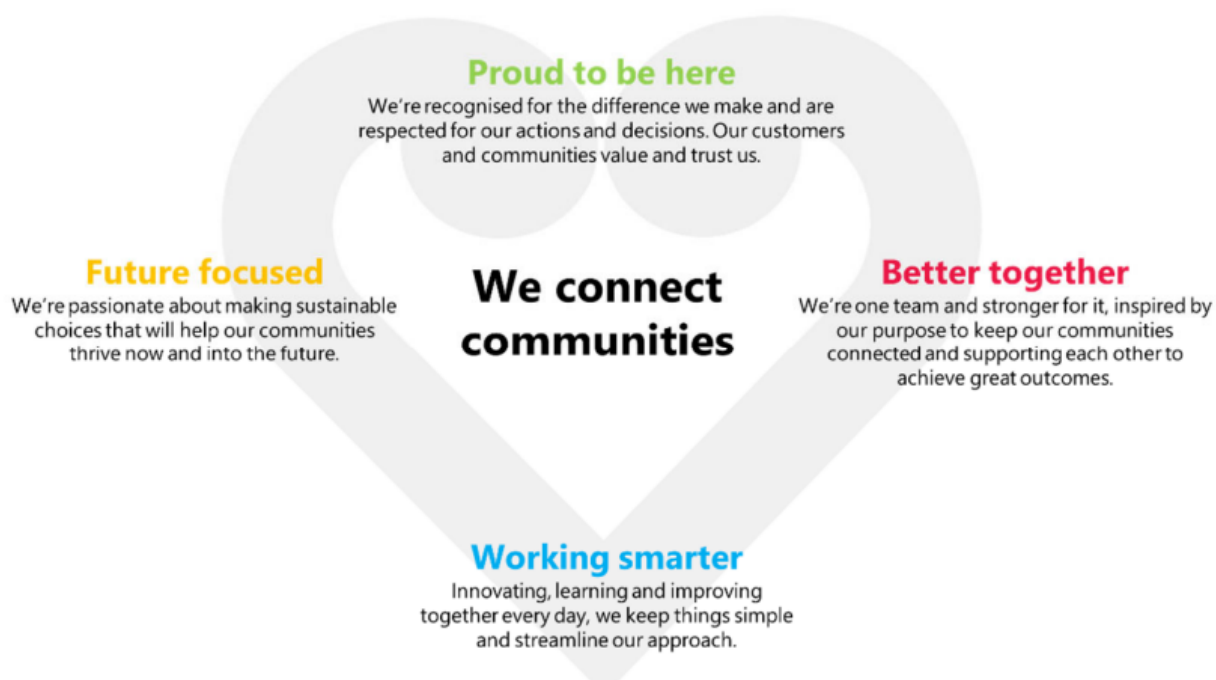 Proud to be here
We're recognised for the difference we make and are
respected for our actions and decisions. Our customers
and communities value and trust us.
Future focused
We're passionate about making sustainable
choices that will help our communities
thrive now and into the future.
We connect
communities
Better together
We're one team and stronger for it, inspired by
our purpose to keep our communities
connected and supporting each other to
achieve great outcomes.
Working smarter
Innovating, learning and improving
together every day, we keep things simple
and streamline our approach.